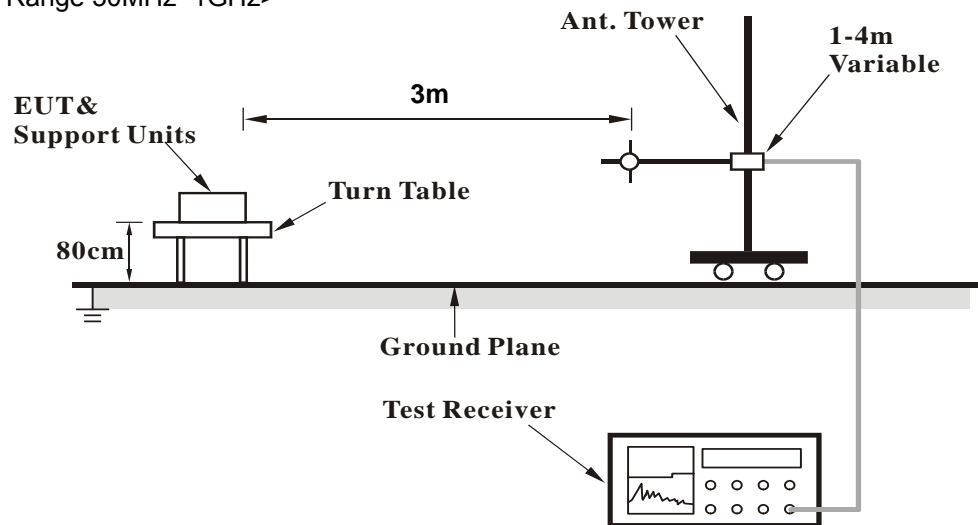 Ant. Tower
1-4m
Variable
3m
EUT&
Support Units
Turn Table
80cm
Ground Plane
Test Receiver